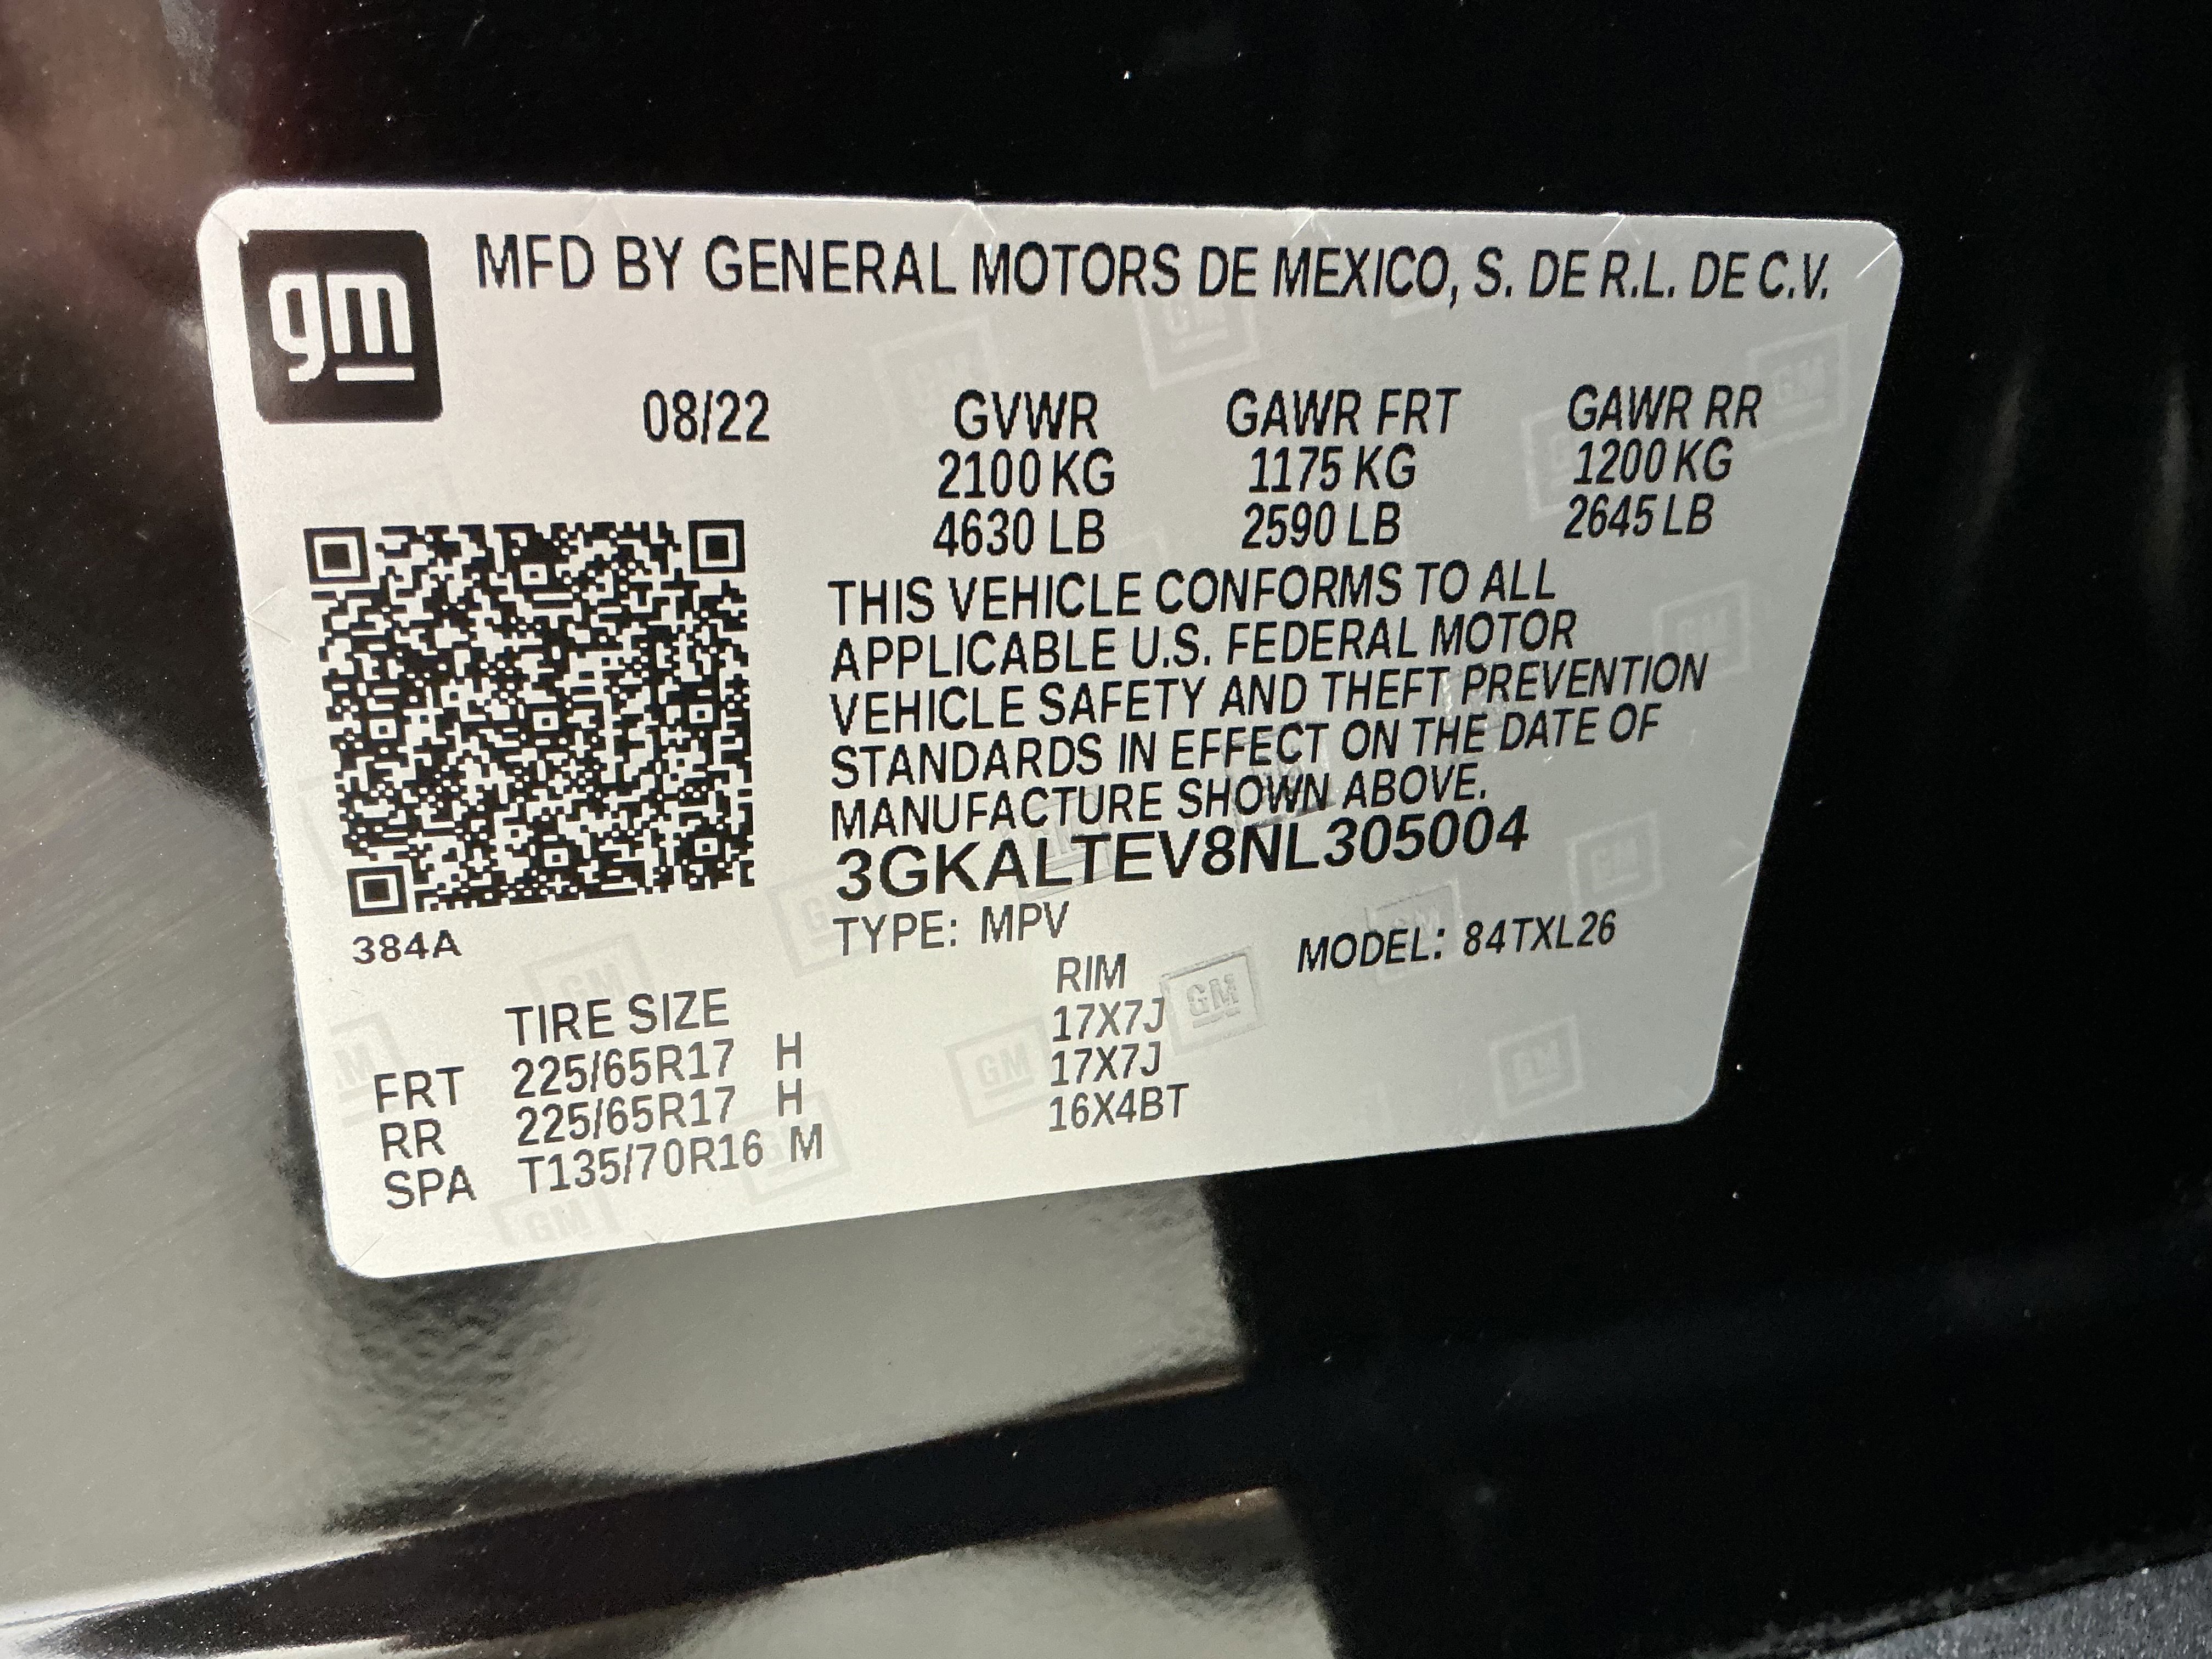 gm MFD BY GENERAL MOTORS DE MEXICO, S. DE R.L. DE C.V.
08/22 GVWR GAWR FRT GAWR RR
2100 KG 1175 KG 1200 KG
4630 LB 2590 LB 2645 LB
THIS VEHICLE CONFORMS TO ALL
APPLICABLE U.S. FEDERAL MOTOR
VEHICLE SAFETY AND THEFT PREVENTION
STANDARDS IN EFFECT ON THE DATE OF
MANUFACTURE SHOWN ABOVE.
3GKALTEV8NL305004
384A TYPE: MPV MODEL: 84TXL26
TIRE SIZE RIM
FRT 225/65R17 H 17X7J
RR 225/65R17 H 17X7J
SPA T135/70R16 M 16X4BT